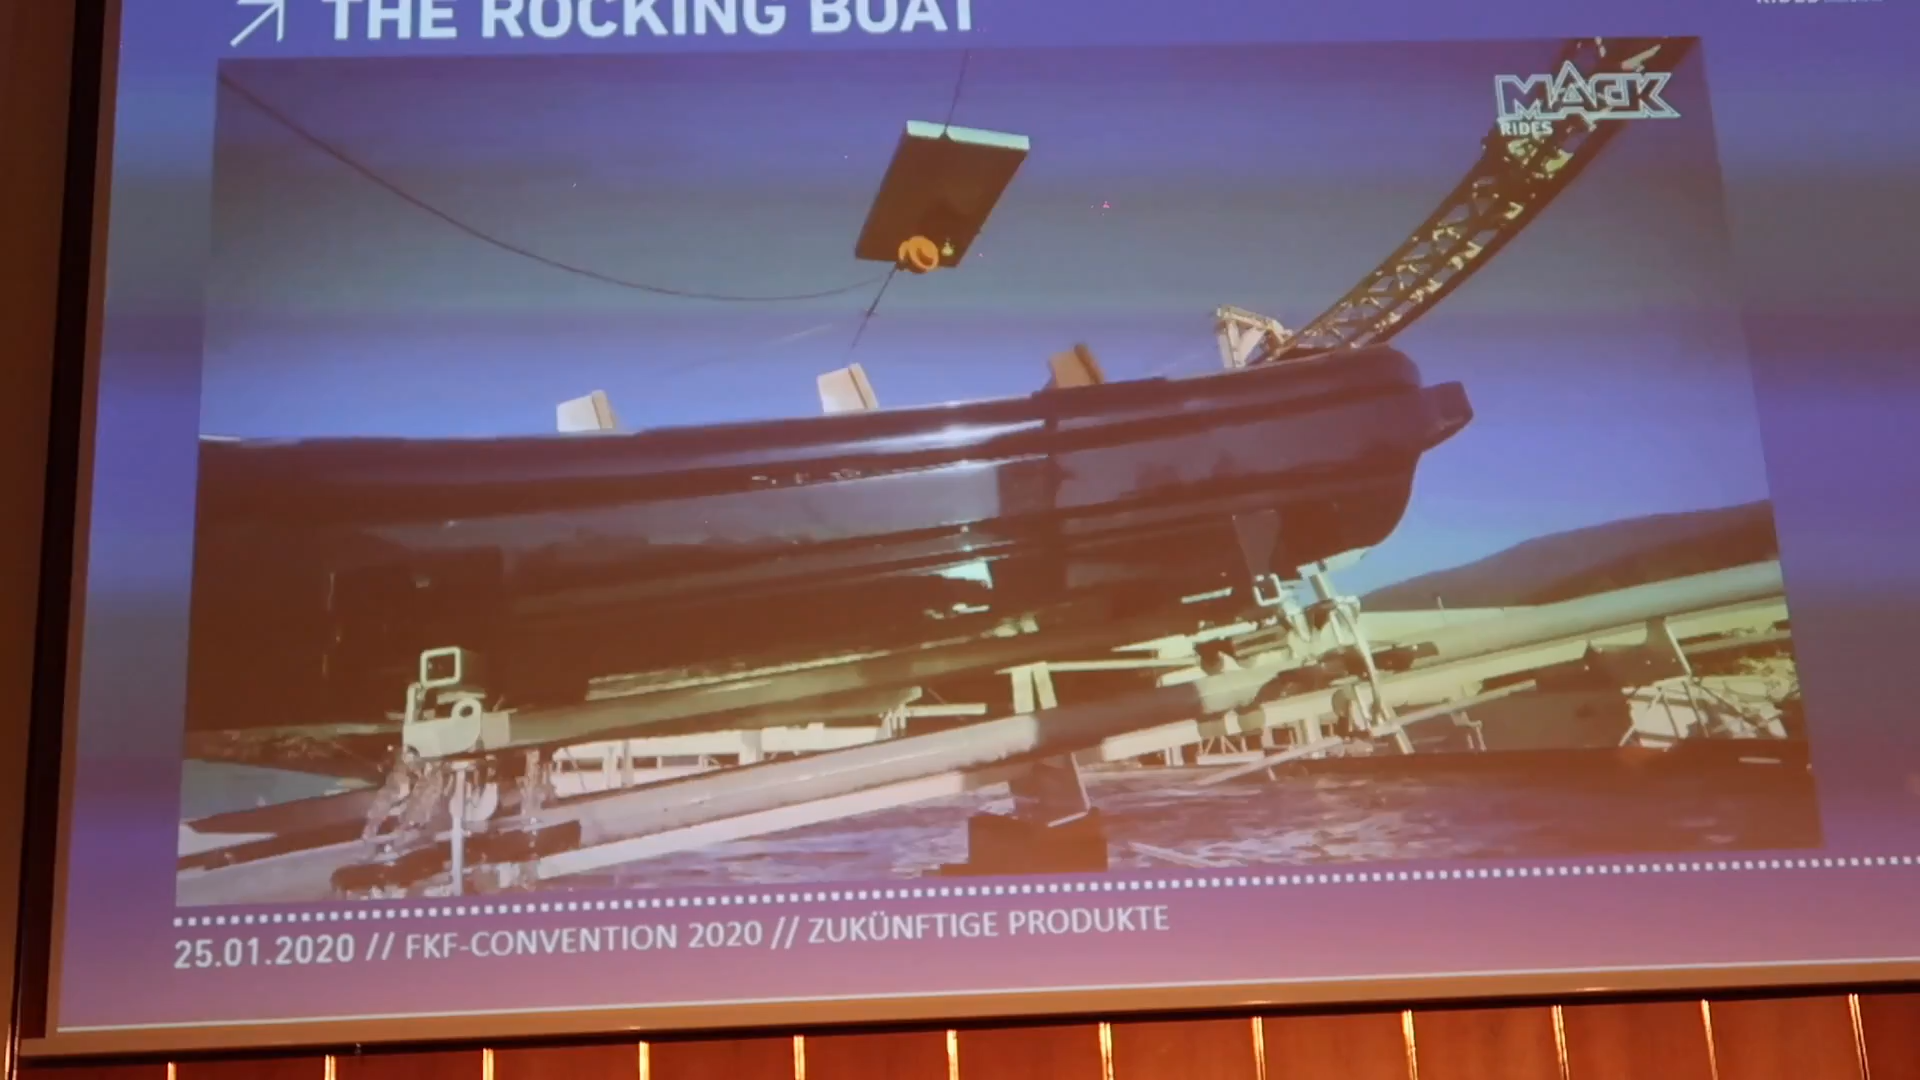 THE ROCKING BOAT
MACK
RIDES
25.01.2020 // FKF-CONVENTION 2020 // ZUKÜNFTIGE PRODUKTE